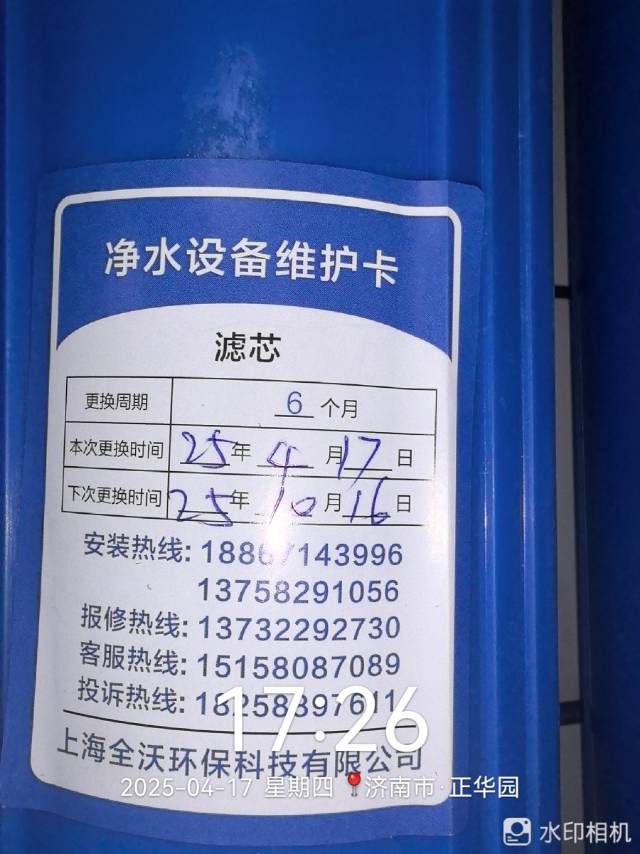 净水设备维护卡
滤芯
更换周期 6 个月
本次更换时间 25 年 4 月 17 日
下次更换时间 25 年 10 月 16 日
安装热线: 18867143996
13758291056
报修热线: 13732292730
客服热线: 15158087089
投诉热线:
17:26
上海全沃环保科技有限公司
2025-04-17 星期四 济南市·正华园
水印相机